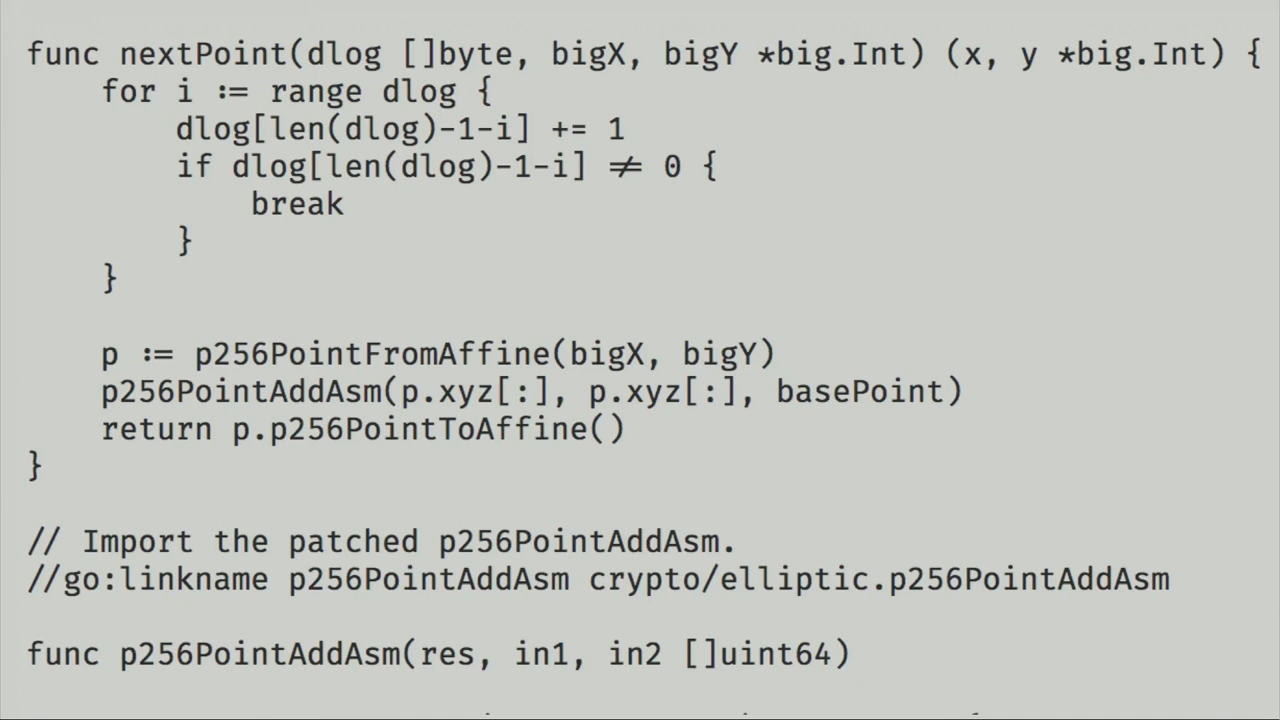 func nextPoint(dlog []byte, bigX, bigY *big.Int) (x, y *big.Int) {
    for i := range dlog {
        dlog[len(dlog)-1-i] += 1
        if dlog[len(dlog)-1-i] != 0 {
            break
        }
    }

    p := p256PointFromAffine(bigX, bigY)
    p256PointAddAsm(p.xyz[:], p.xyz[:], basePoint)
    return p.p256PointToAffine()
}

// Import the patched p256PointAddAsm.
//go:linkname p256PointAddAsm crypto/elliptic.p256PointAddAsm

func p256PointAddAsm(res, in1, in2 []uint64)